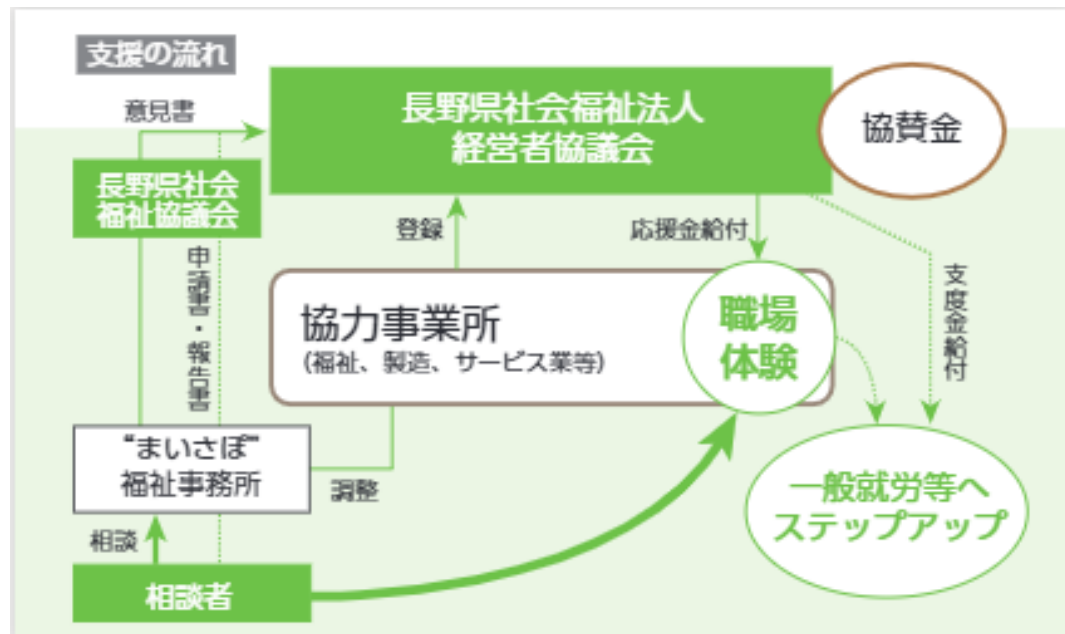 支援の流れ
意見書
長野県社会福祉法人
経営者協議会
協賛金
長野県社会
福祉協議会
登録
応援金給付
申請書・報告書
支度金給付
協力事業所
(福祉、製造、サービス業等)
職場
体験
“まいさぽ”
福祉事務所
調整
一般就労等へ
ステップアップ
相談
相談者